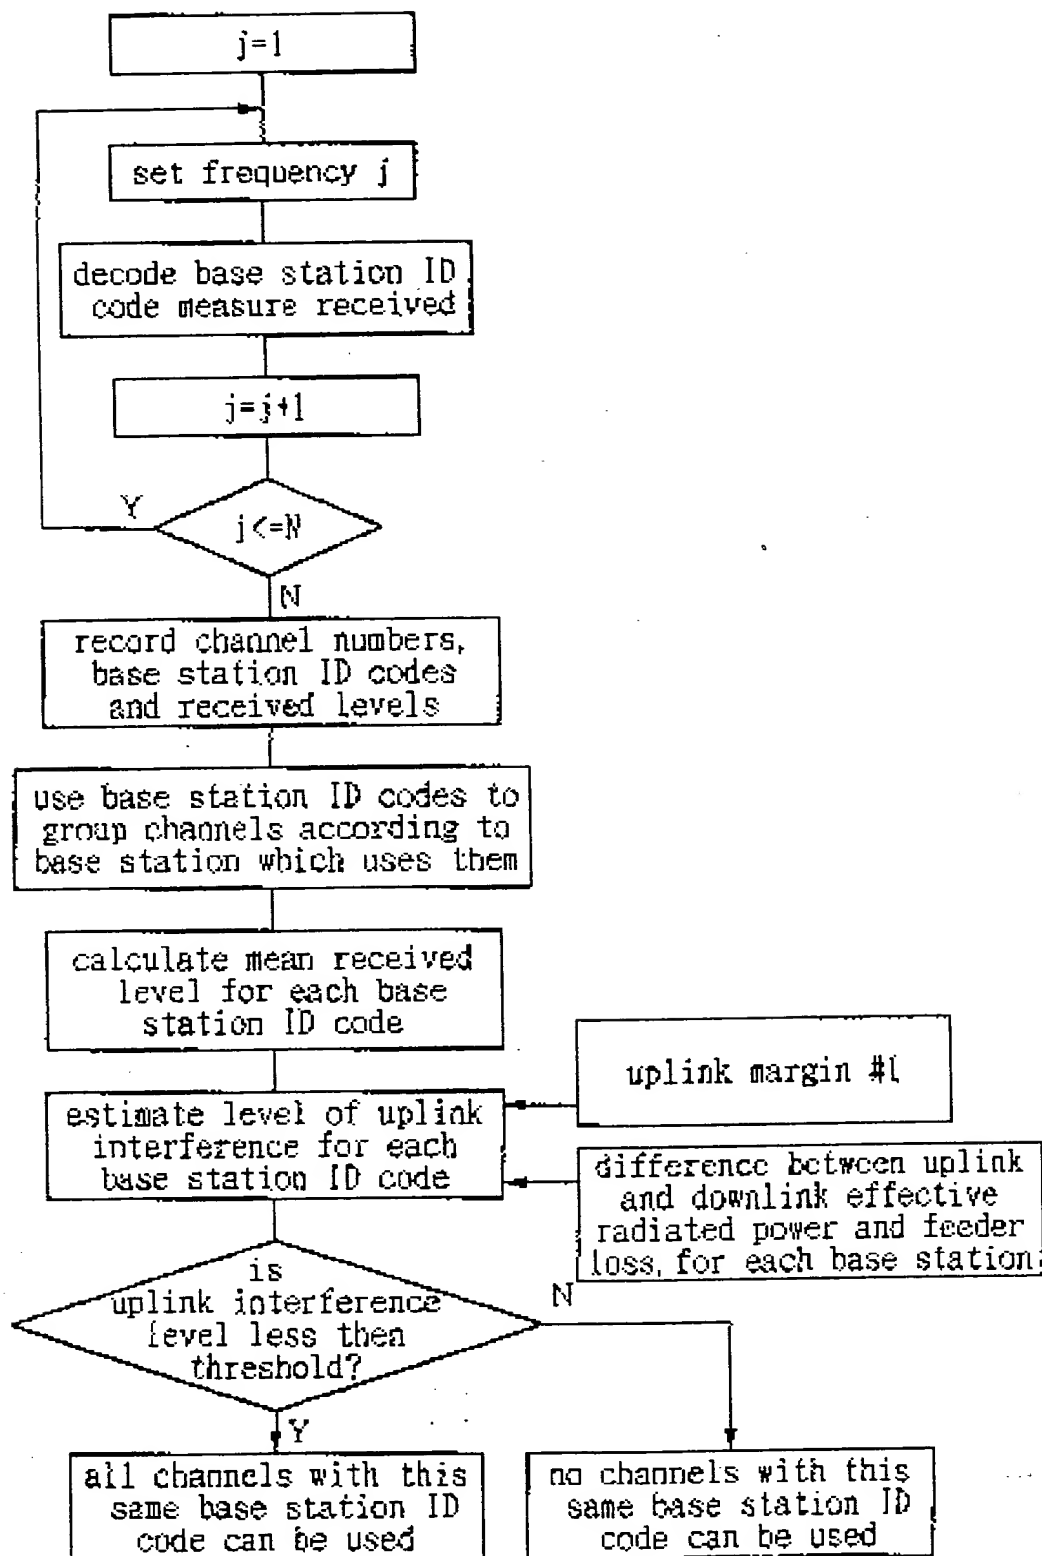 j=1
set frequency j
decode base station ID
code measure received
j=j+1
j<=N
Y
N
record channel numbers,
base station ID codes
and received levels
use base station ID codes to
group channels according to
base station which uses them
calculate mean received
level for each base
station ID code
uplink margin #1
estimate level of uplink
interference for each
base station ID code
difference between uplink
and downlink effective
radiated power and feeder
loss, for each base station;
is
uplink interference
level less then
threshold?
N
Y
all channels with this
same base station ID
code can be used
no channels with this
same base station ID
code can be used